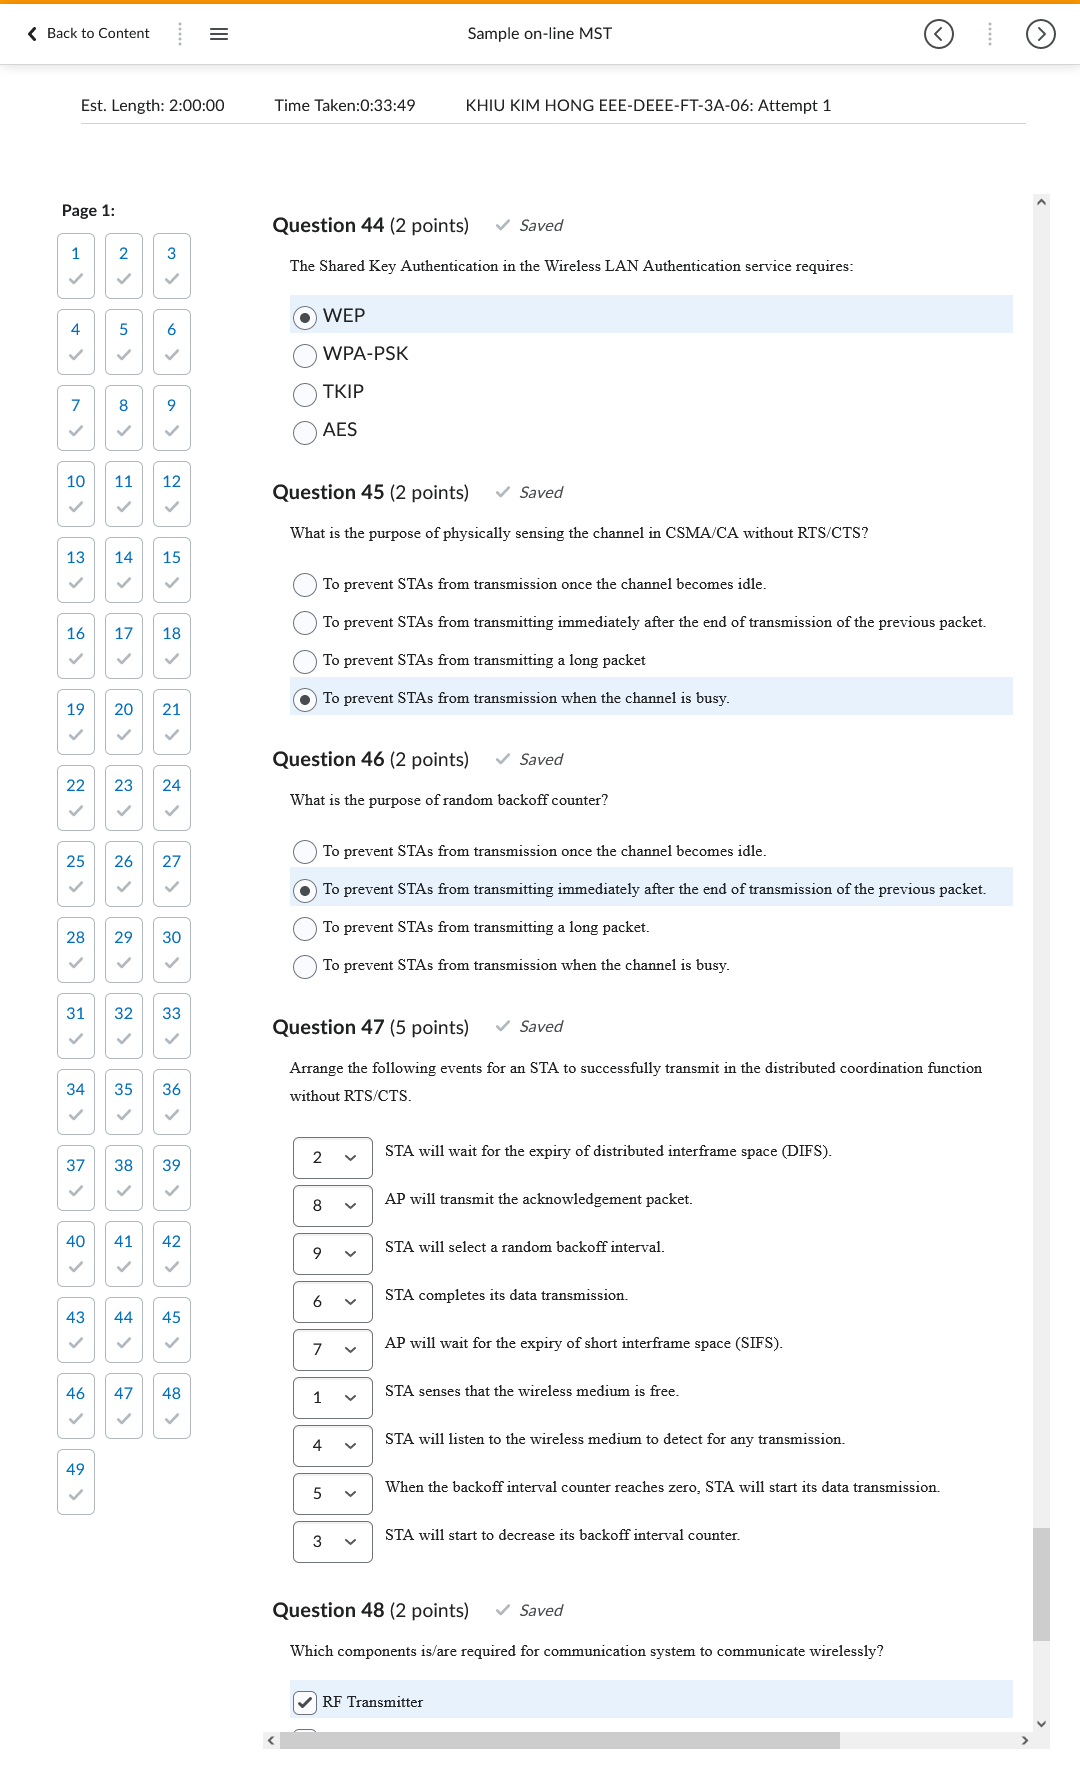 Back to Content
Sample on-line MST
Est. Length: 2:00:00 Time Taken:0:33:49 KHIU KIM HONG EEE-DEEE-FT-3A-06: Attempt 1
Page 1:
1 2 3
4 5 6
7 8 9
10 11 12
13 14 15
16 17 18
19 20 21
22 23 24
25 26 27
28 29 30
31 32 33
34 35 36
37 38 39
40 41 42
43 44 45
46 47 48
49
Question 44 (2 points) Saved
The Shared Key Authentication in the Wireless LAN Authentication service requires:
WEP
WPA-PSK
TKIP
AES
Question 45 (2 points) Saved
What is the purpose of physically sensing the channel in CSMA/CA without RTS/CTS?
To prevent STAs from transmission once the channel becomes idle.
To prevent STAs from transmitting immediately after the end of transmission of the previous packet.
To prevent STAs from transmitting a long packet
To prevent STAs from transmission when the channel is busy.
Question 46 (2 points) Saved
What is the purpose of random backoff counter?
To prevent STAs from transmission once the channel becomes idle.
To prevent STAs from transmitting immediately after the end of transmission of the previous packet.
To prevent STAs from transmitting a long packet.
To prevent STAs from transmission when the channel is busy.
Question 47 (5 points) Saved
Arrange the following events for an STA to successfully transmit in the distributed coordination function
without RTS/CTS.
2 STA will wait for the expiry of distributed interframe space (DIFS).
8 AP will transmit the acknowledgement packet.
9 STA will select a random backoff interval.
6 STA completes its data transmission.
7 AP will wait for the expiry of short interframe space (SIFS).
1 STA senses that the wireless medium is free.
4 STA will listen to the wireless medium to detect for any transmission.
5 When the backoff interval counter reaches zero, STA will start its data transmission.
3 STA will start to decrease its backoff interval counter.
Question 48 (2 points) Saved
Which components is/are required for communication system to communicate wirelessly?
RF Transmitter